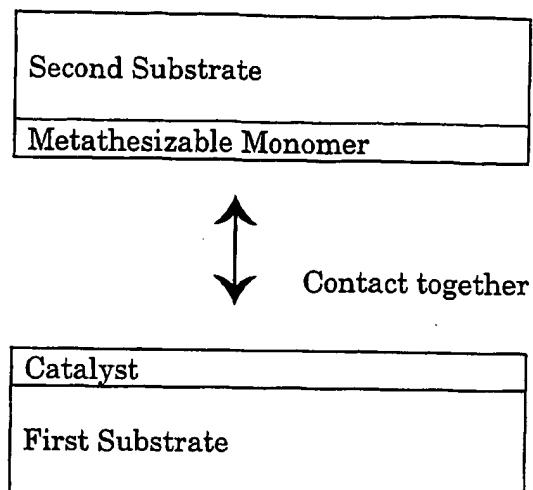 Second Substrate
Metathesizable Monomer
Contact together
Catalyst
First Substrate